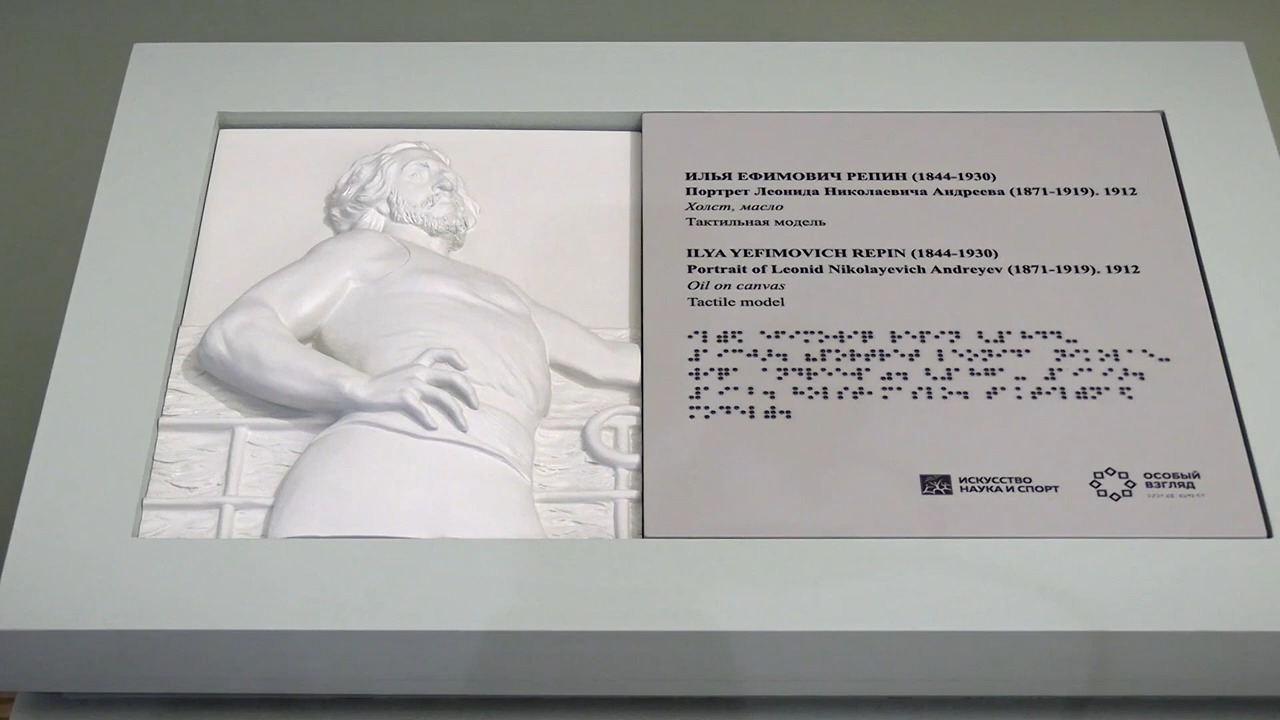 ИЛЬЯ ЕФИМОВИЧ РЕПИН (1844-1930)
Портрет Леонида Николаевича Андреева (1871-1919). 1912
Холст, масло
Тактильная модель
ILYA YEFIMOVICH REPIN (1844-1930)
Portrait of Leonid Nikolayevich Andreyev (1871-1919). 1912
Oil on canvas
Tactile model
ИСКУССТВО
НАУКА И СПОРТ
ОСОБЫЙ
ВЗГЛЯД